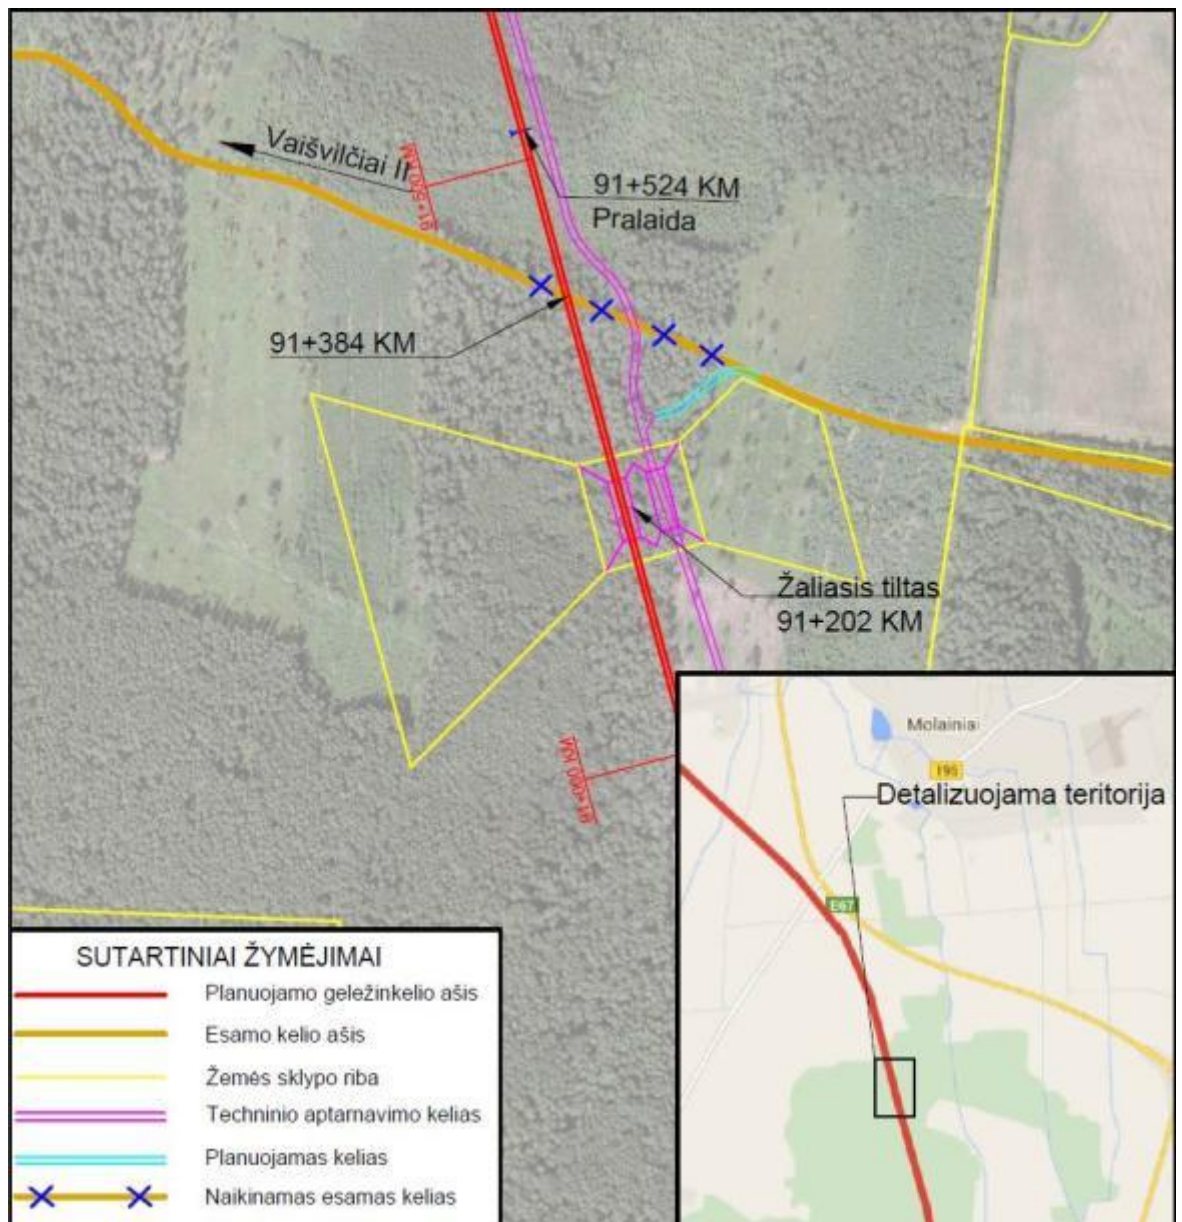 Vaišvilčiai II
91+500 KM
91+524 KM
Pralaida
91+384 KM
Žaliasis tiltas
91+202 KM
91+000 KM
Molainiai
195
Detalizuojama teritorija
E67
SUTARTINIAI ŽYMĖJIMAI
Planuojamo geležinkelio ašis
Esamo kelio ašis
Žemės sklypo riba
Techninio aptarnavimo kelias
Planuojamas kelias
Naikinamas esamas kelias